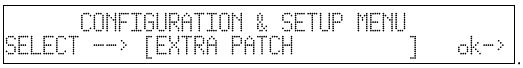 CONFIGURATION & SETUP MENU
SELECT --> [EXTRA PATCH ] ok->